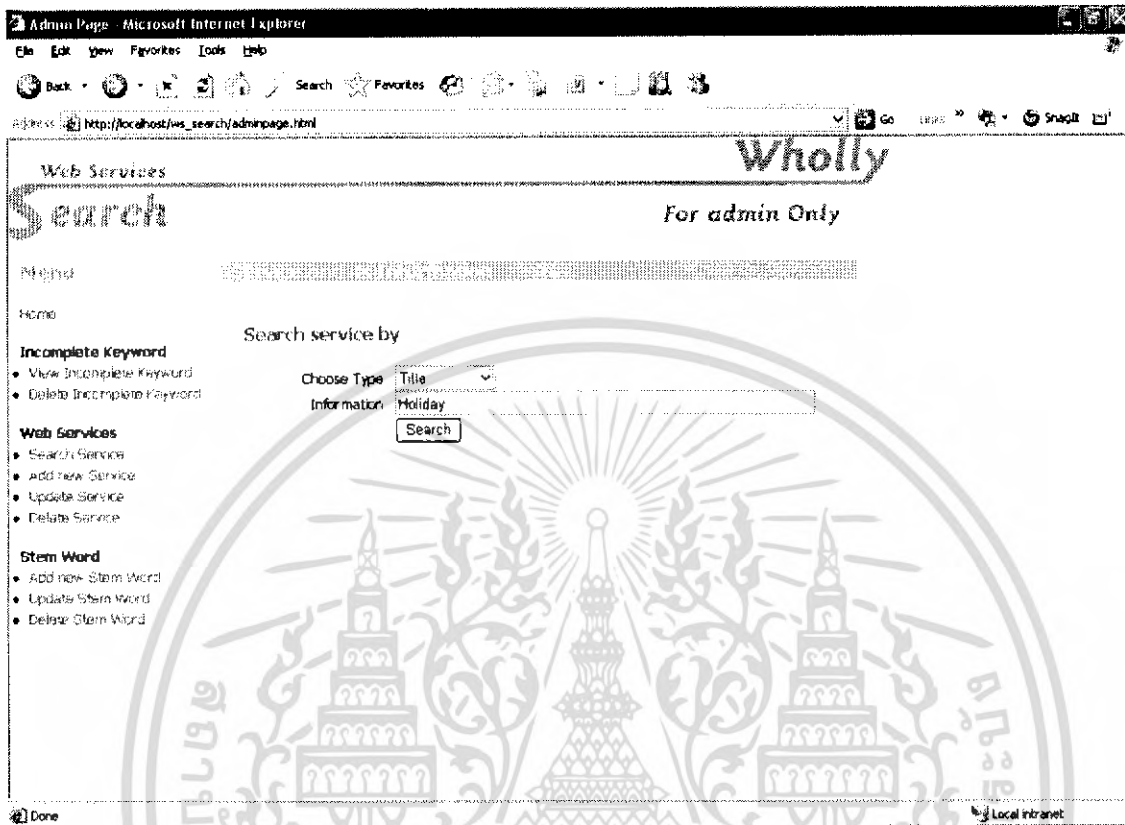 Admin Page - Microsoft Internet Explorer
File Edit View Favorites Tools Help
Back Search Favorites
Address http://localhost/ws_search/adminpage.html Go Links » SnagIt
Web Services
Search
Wholly
For admin Only
Menu
Home
Incomplete Keyword
• View Incomplete Keyword
• Delete Incomplete Keyword
Web Services
• Search Service
• Add new Service
• Update Service
• Delete Service
Stem Word
• Add new Stem Word
• Update Stem Word
• Delete Stem Word
Search service by
Choose Type Title
Information Holiday
Search
Done
Local intranet